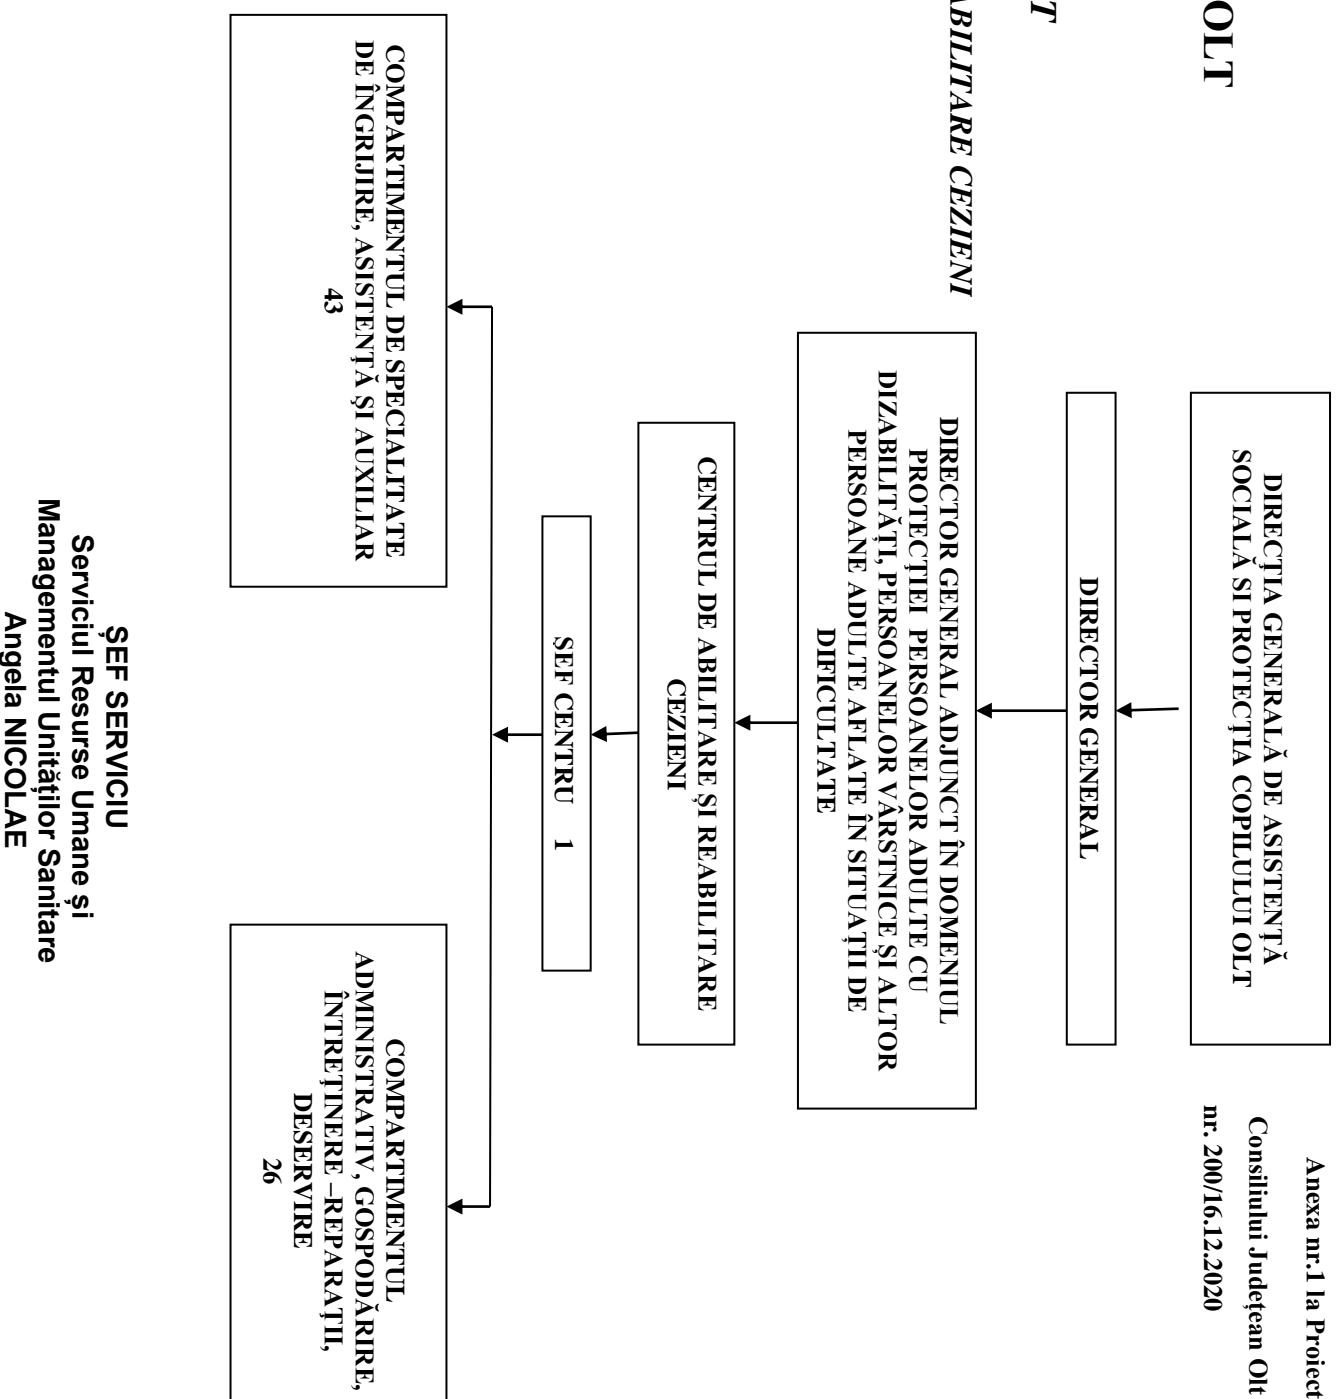 OLT
T
ABILITARE CEZIENI
Anexa nr.1 la Proiect
Consiliului Județean Olt
nr. 200/16.12.2020
DIRECȚIA GENERALĂ DE ASISTENȚĂ
SOCIALĂ SI PROTECȚIA COPILULUI OLT
DIRECTOR GENERAL
DIRECTOR GENERAL ADJUNCT ÎN DOMENIUL
PROTECȚIEI PERSOANELOR ADULTE CU
DIZABILITĂȚI, PERSOANELOR VÂRSTNICE ȘI ALTOR
PERSOANE ADULTE AFLATE ÎN SITUAȚII DE
DIFICULTATE
CENTRUL DE ABILITARE ȘI REABILITARE
CEZIENI
ȘEF CENTRU 1
COMPARTIMENTUL DE SPECIALITATE
DE ÎNGRIJIRE, ASISTENȚĂ ȘI AUXILIAR
43
COMPARTIMENTUL
ADMINISTRATIV, GOSPODĂRIRE,
ÎNTREȚINERE –REPARAȚII,
DESERVIRE
26
ȘEF SERVICIU
Serviciul Resurse Umane și
Managementul Unităților Sanitare
Angela NICOLAE